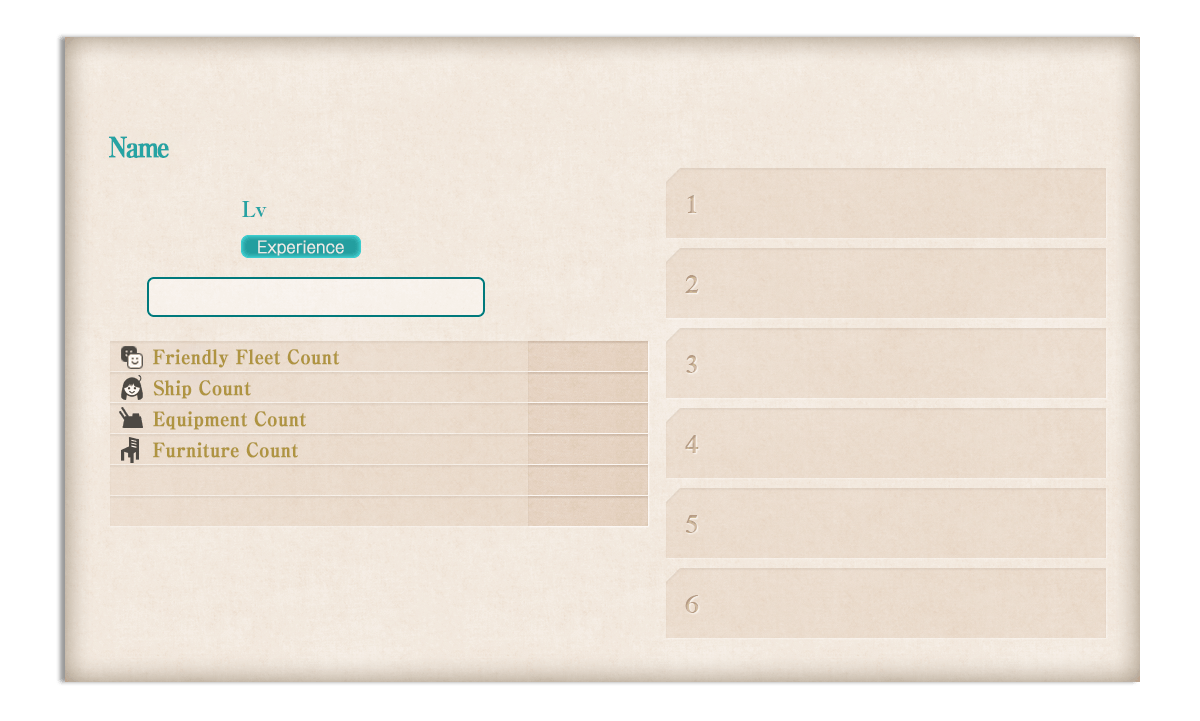 Name
Lv
Experience
Friendly Fleet Count
Ship Count
Equipment Count
Furniture Count
1
2
3
4
5
6